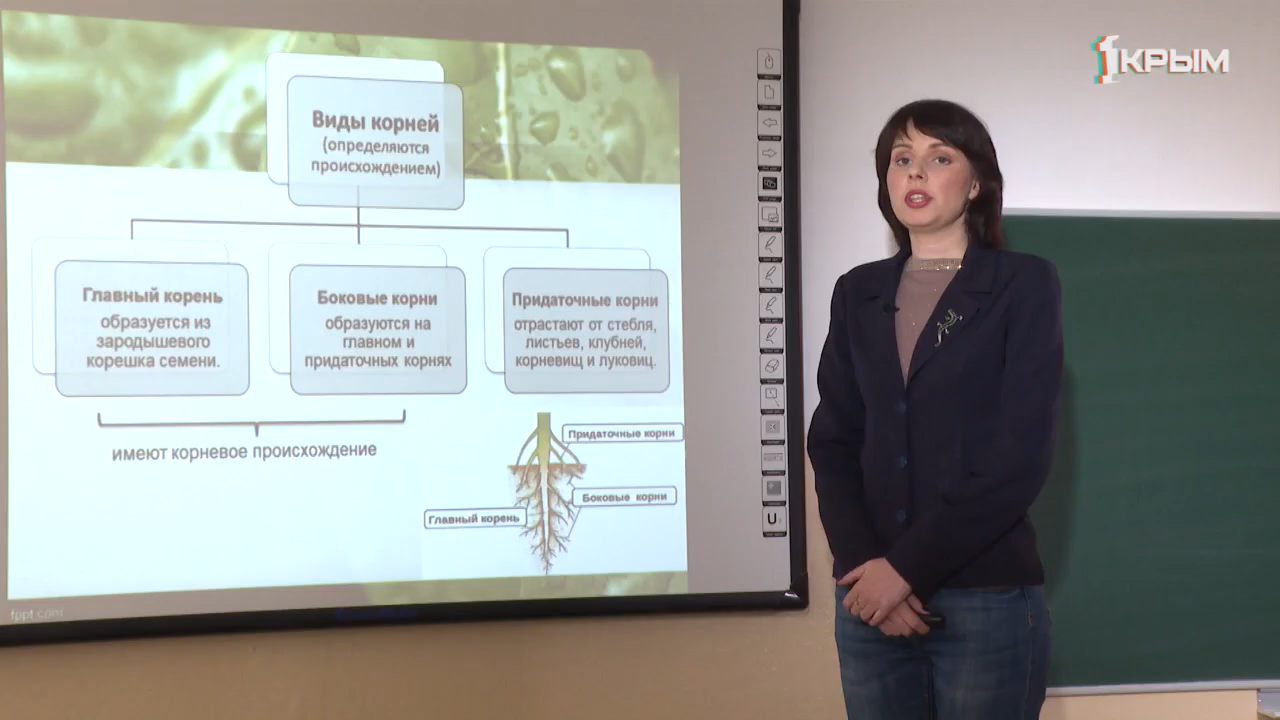 1КРЫМ
Виды корней
(определяются
происхождением)
Главный корень
образуется из
зародышевого
корешка семени.
Боковые корни
образуются на
главном и
придаточных корнях
Придаточные корни
отрастают от стебля,
листьев, клубней,
корневищ и луковиц.
имеют корневое происхождение
Придаточные корни
Боковые корни
Главный корень
fppt.com
U